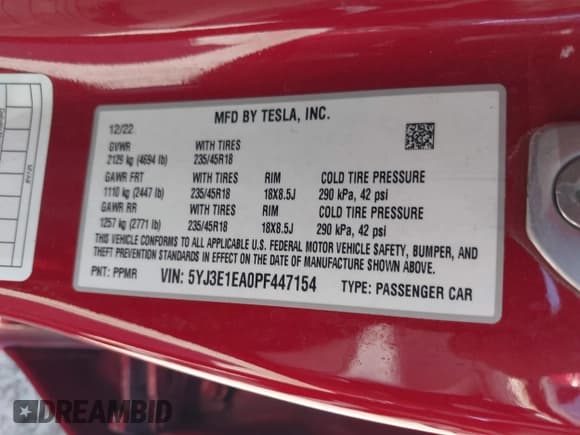 MFD BY TESLA, INC.
12/22
GVWR WITH TIRES
2129 kg (4694 lb) 235/45R18
GAWR FRT WITH TIRES RIM COLD TIRE PRESSURE
1110 kg (2447 lb) 235/45R18 18X8.5J 290 kPa, 42 psi
GAWR RR WITH TIRES RIM COLD TIRE PRESSURE
1257 kg (2771 lb) 235/45R18 18X8.5J 290 kPa, 42 psi
THIS VEHICLE CONFORMS TO ALL APPLICABLE U.S. FEDERAL MOTOR VEHICLE SAFETY, BUMPER, AND
THEFT PREVENTION STANDARDS IN EFFECT ON THE DATE OF MANUFACTURE SHOWN ABOVE.
PNT: PPMR VIN: 5YJ3E1EA0PF447154 TYPE: PASSENGER CAR
DREAMBID